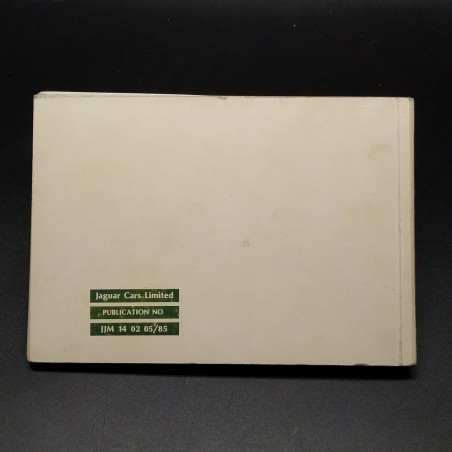 Jaguar Cars Limited
PUBLICATION NO
JJM 14 02 05/85